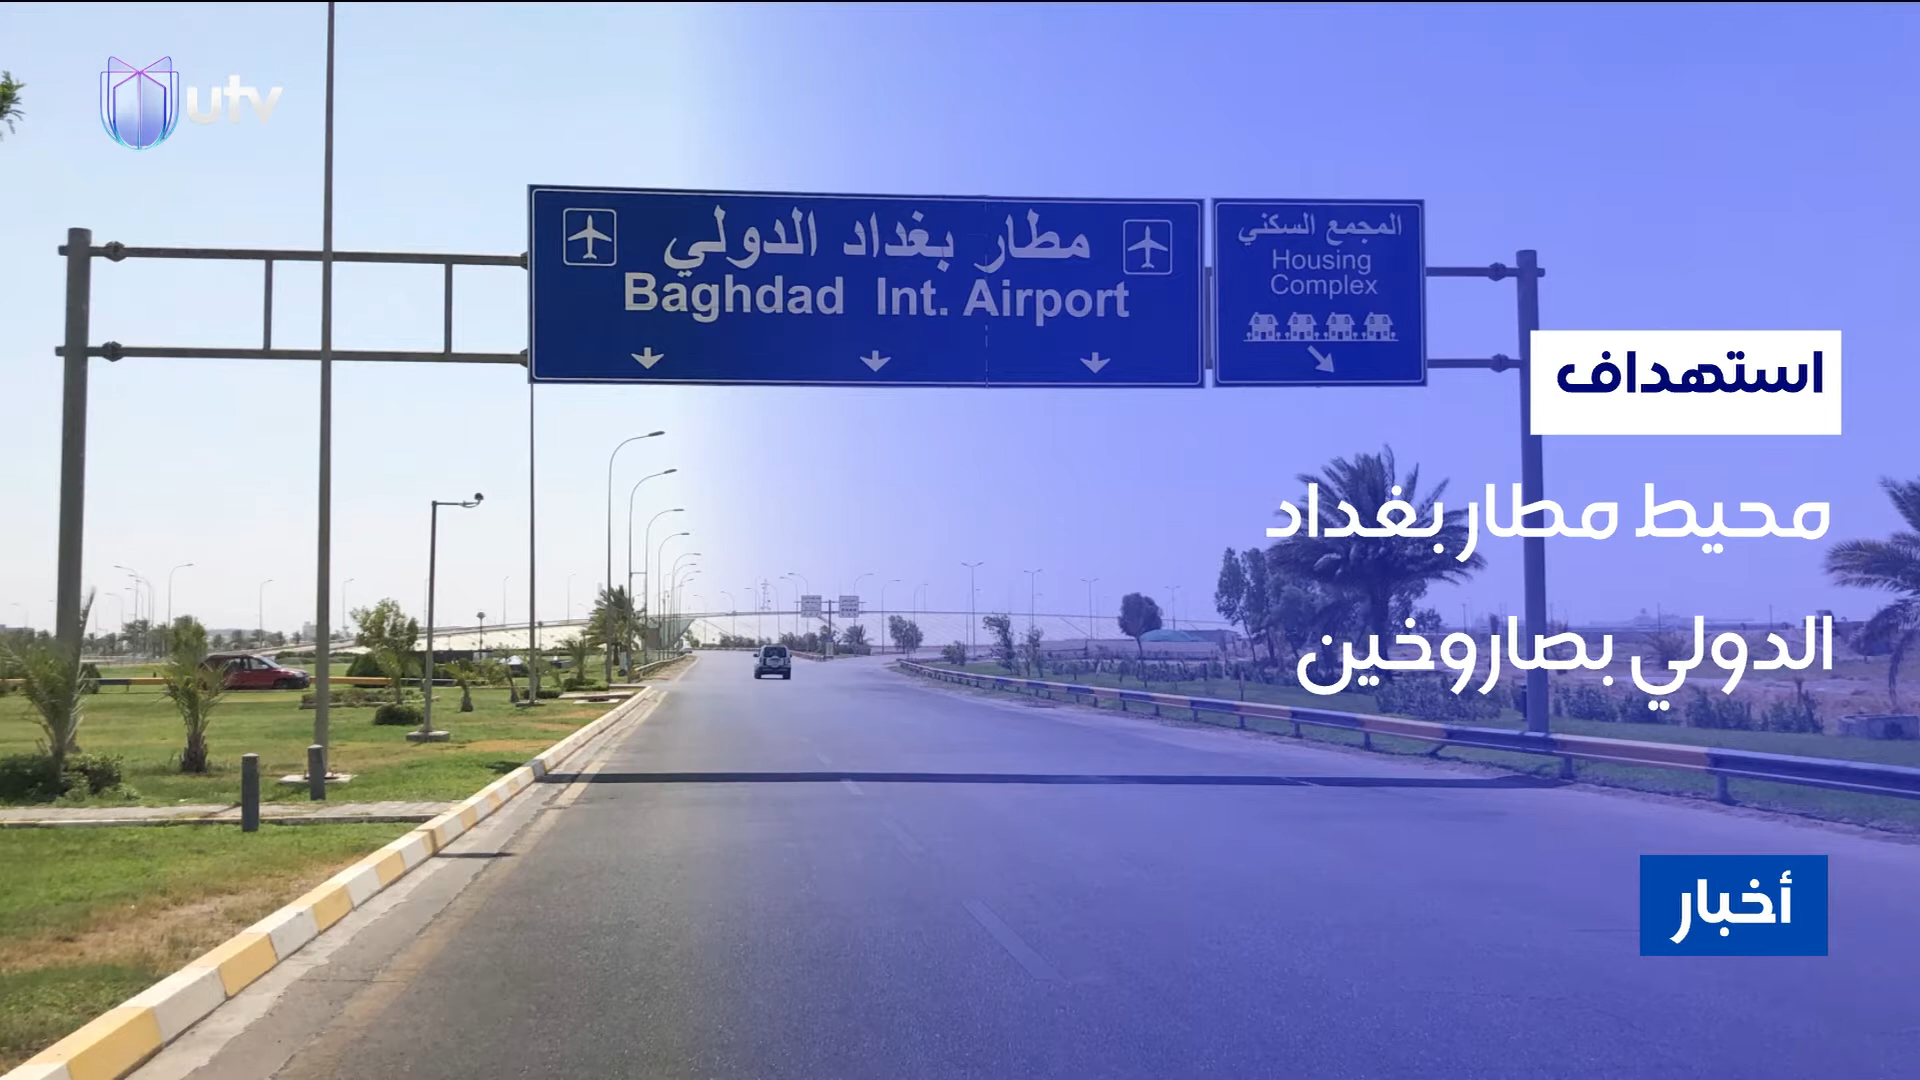 utv
مطار بغداد الدولي
Baghdad Int. Airport
المجمع السكني
Housing
Complex
استهداف
محيط مطار بغداد
الدولي بصاروخين
أخبار